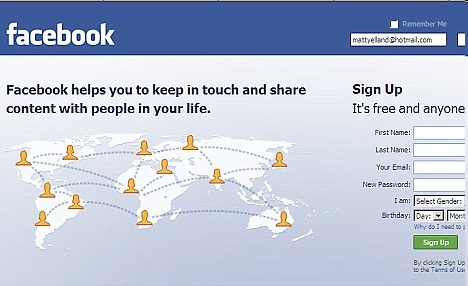 Remember Me
facebook
mattyelland@hotmail.com
Facebook helps you to keep in touch and share
content with people in your life.
Sign Up
It's free and anyone
First Name:
Last Name:
Your Email:
New Password:
I am: Select Gender:
Birthday: Day: Mont
Why do I need to p
Sign Up
By clicking Sign Up
to the Terms of Use